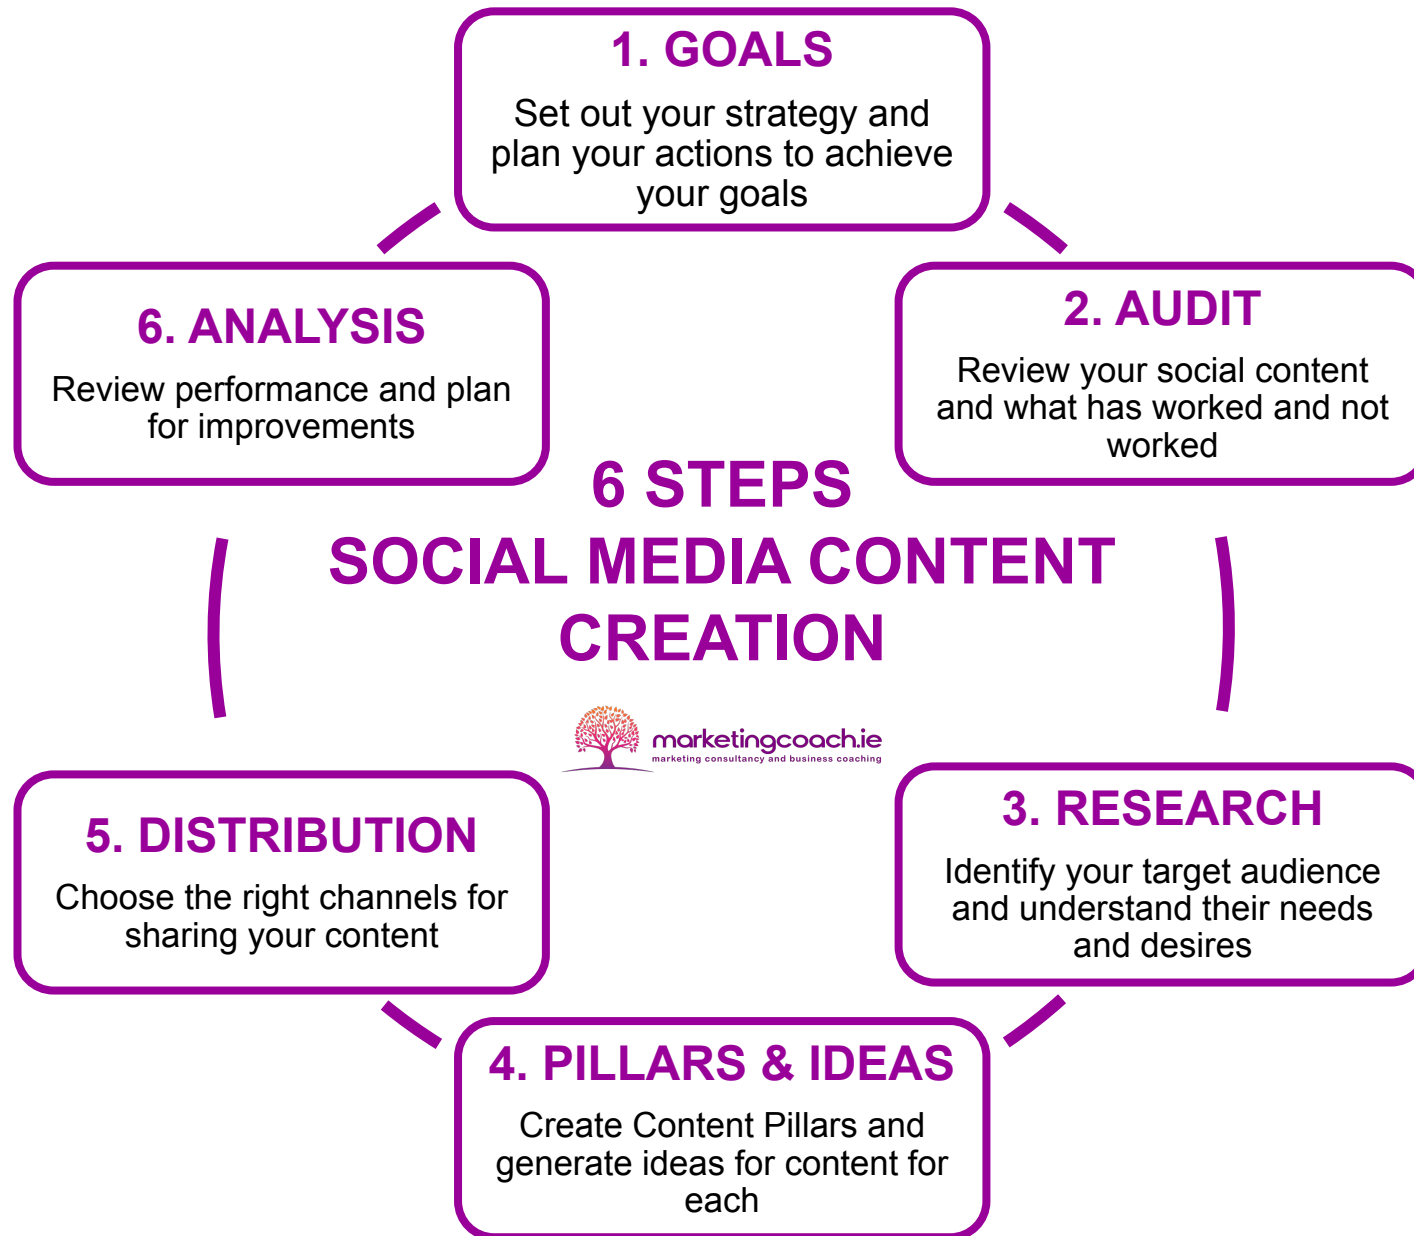 1. GOALS
Set out your strategy and
plan your actions to achieve
your goals
2. AUDIT
Review your social content
and what has worked and not
worked
3. RESEARCH
Identify your target audience
and understand their needs
and desires
4. PILLARS & IDEAS
Create Content Pillars and
generate ideas for content for
each
5. DISTRIBUTION
Choose the right channels for
sharing your content
6. ANALYSIS
Review performance and plan
for improvements
6 STEPS
SOCIAL MEDIA CONTENT
CREATION
marketingcoach.ie
marketing consultancy and business coaching